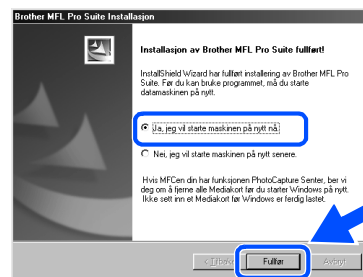 Brother MFL Pro Suite Installasjon
Installasjon av Brother MFL Pro Suite fullført!
InstallShield Wizard har fullført installering av Brother MFL Pro
Suite. Før du kan bruke programmet, må du starte
datamaskinen på nytt.
Ja, jeg vil starte maskinen på nytt nå.
Nei, jeg vil starte maskinen på nytt senere.
Hvis MFCen din har funksjonen PhotoCapture Senter, ber vi
deg om å fjerne alle Mediakort før du starter Windows på nytt.
Ikke sett inn et Mediakort før Windows er ferdig lastet.
< Tilbake
Fullfør
Avbryt